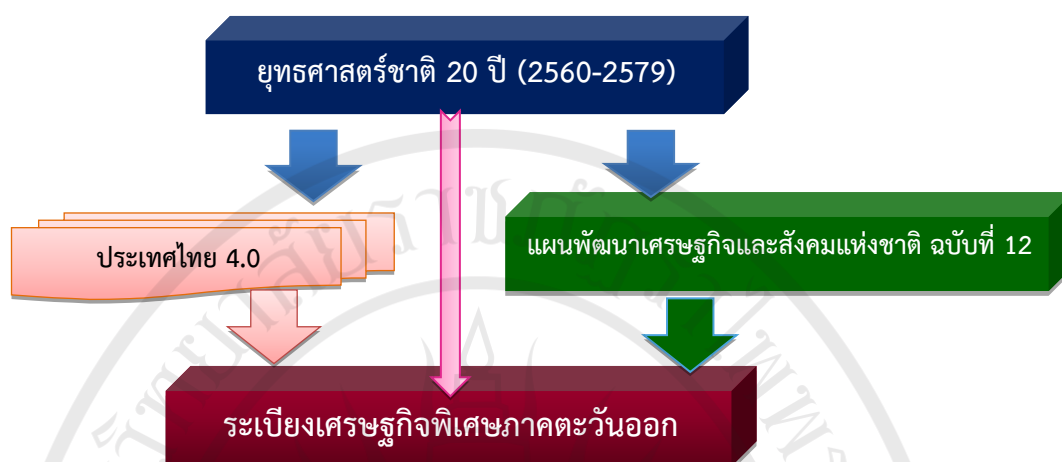 ยุทธศาสตร์ชาติ 20 ปี (2560-2579)
ประเทศไทย 4.0
แผนพัฒนาเศรษฐกิจและสังคมแห่งชาติ ฉบับที่ 12
ระเบียงเศรษฐกิจพิเศษภาคตะวันออก